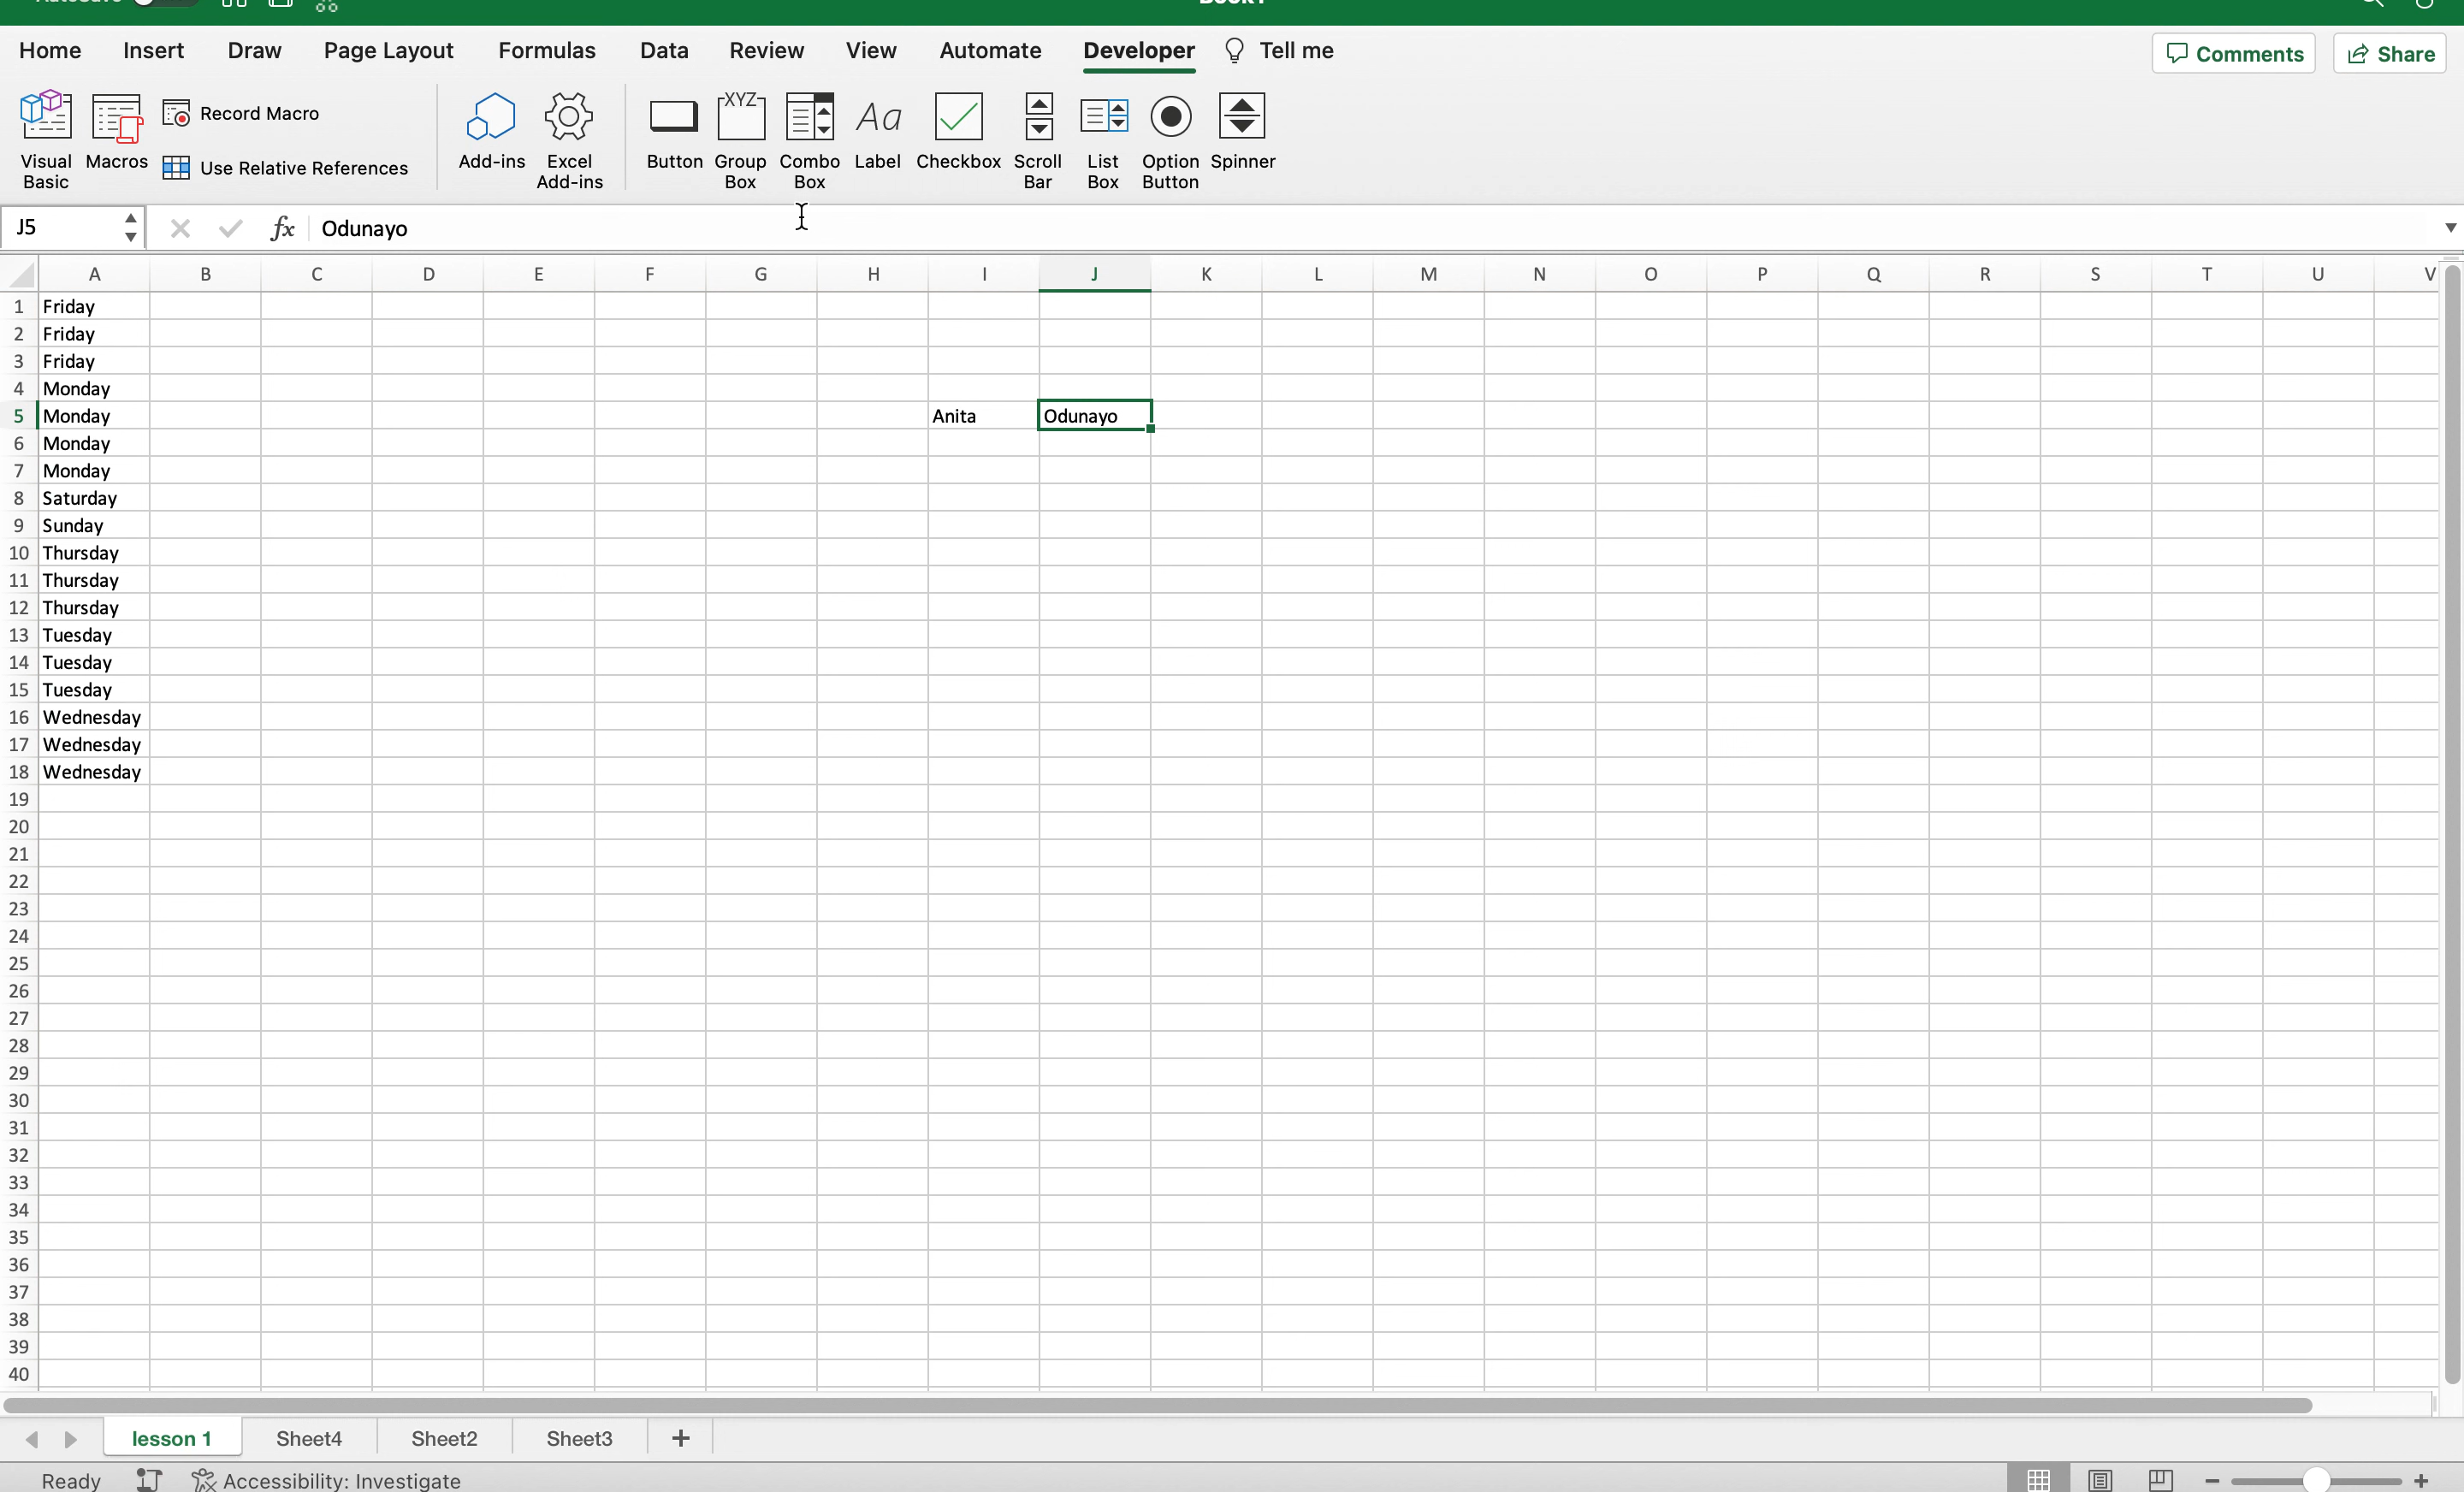 Home Insert Draw Page Layout Formulas Data Review View Automate Developer Tell me Comments Share
Visual Basic
Macros
Record Macro
Use Relative References
Add-ins
Excel Add-ins
Button
XYZ
Group Box
Combo Box
Aa
Label
Checkbox
Scroll Bar
List Box
Option Button
Spinner
J5 fx Odunayo
A B C D E F G H I J K L M N O P Q R S T U V
1 Friday
2 Friday
3 Friday
4 Monday
5 Monday Anita Odunayo
6 Monday
7 Monday
8 Saturday
9 Sunday
10 Thursday
11 Thursday
12 Thursday
13 Tuesday
14 Tuesday
15 Tuesday
16 Wednesday
17 Wednesday
18 Wednesday
19
20
21
22
23
24
25
26
27
28
29
30
31
32
33
34
35
36
37
38
39
40
lesson 1 Sheet4 Sheet2 Sheet3 +
Ready Accessibility: Investigate